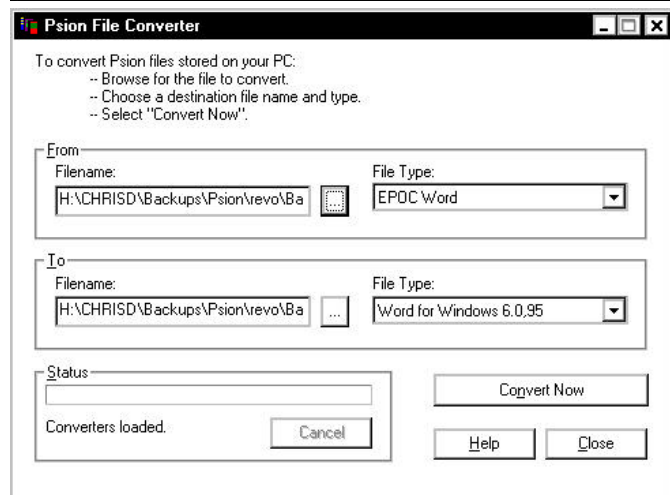 Psion File Converter
To convert Psion files stored on your PC:
-- Browse for the file to convert.
-- Choose a destination file name and type.
-- Select "Convert Now".
From
Filename:
File Type:
H:\CHRISD\Backups\Psion\revo\Ba
...
EPOC Word
To
Filename:
File Type:
H:\CHRISD\Backups\Psion\revo\Ba
...
Word for Windows 6.0,95
Status
Converters loaded.
Cancel
Convert Now
Help
Close